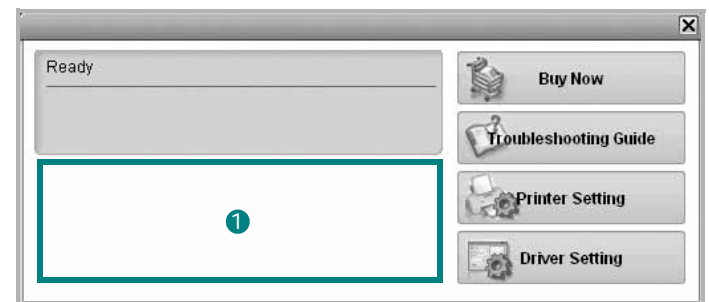 Ready
Buy Now
Troubleshooting Guide
1
Printer Setting
Driver Setting